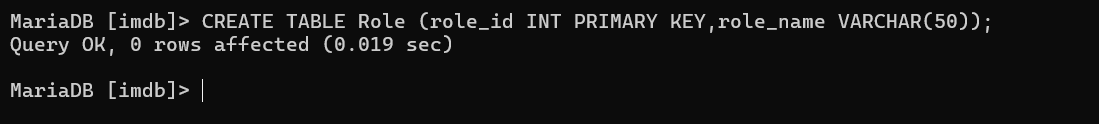 MariaDB [imdb]> CREATE TABLE Role (role_id INT PRIMARY KEY,role_name VARCHAR(50));
Query OK, 0 rows affected (0.019 sec)
MariaDB [imdb]>